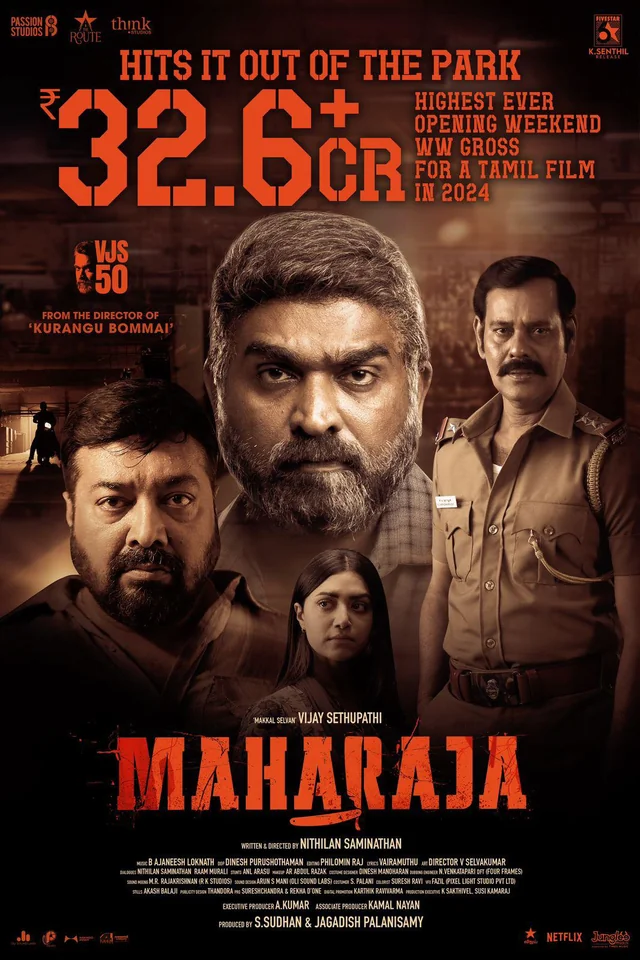 PASSION
STUDIOS
THE
ROUTE
think
STUDIOS
FIVESTAR
K.SENTHIL
RELEASE
HITS IT OUT OF THE PARK
₹32.6+CR
HIGHEST EVER
OPENING WEEKEND
WW GROSS
FOR A TAMIL FILM
IN 2024
VJS
50
FROM THE DIRECTOR OF
'KURANGU BOMMAI'
'MAKKAL SELVAN' VIJAY SETHUPATHI
MAHARAJA
WRITTEN & DIRECTED BY NITHILAN SAMINATHAN
MUSIC B AJANEESH LOKNATH DOP DINESH PURUSHOTHAMAN EDITING PHILOMIN RAJ LYRICS VAIRAMUTHU ART DIRECTOR V SELVAKUMAR
DIALOGUES NITHILAN SAMINATHAN RAAM MURALI STUNTS ANL ARASU MAKEUP AR ABDUL RAZAK COSTUME DESIGNER DINESH MANOHARAN DUBBING ENGINEER N.VENKATAPARI DFT (FOUR FRAMES)
SOUND MIXING M.R. RAJAKRISHNAN (R K STUDIOS) SOUND DESIGN ARUN S MANI (OLI SOUND LABS) COSTUMER S. PALANI COLORIST SURESH RAVI VFX FAZIL (PIXEL LIGHT STUDIO PVT LTD)
STILLS AKASH BALAJI PUBLICITY DESIGN THANDORA PRO SURESHCHANDRA & REKHA D'ONE DIGITAL PROMOTION KARTHIK RAVIVARMA PRODUCTION EXECUTIVE K SAKTHIVEL, SUSI KAMARAJ
EXECUTIVE PRODUCER A.KUMAR ASSOCIATE PRODUCER KAMAL NAYAN
PRODUCED BY S.SUDHAN & JAGADISH PALANISAMY
NETFLIX
Junglee